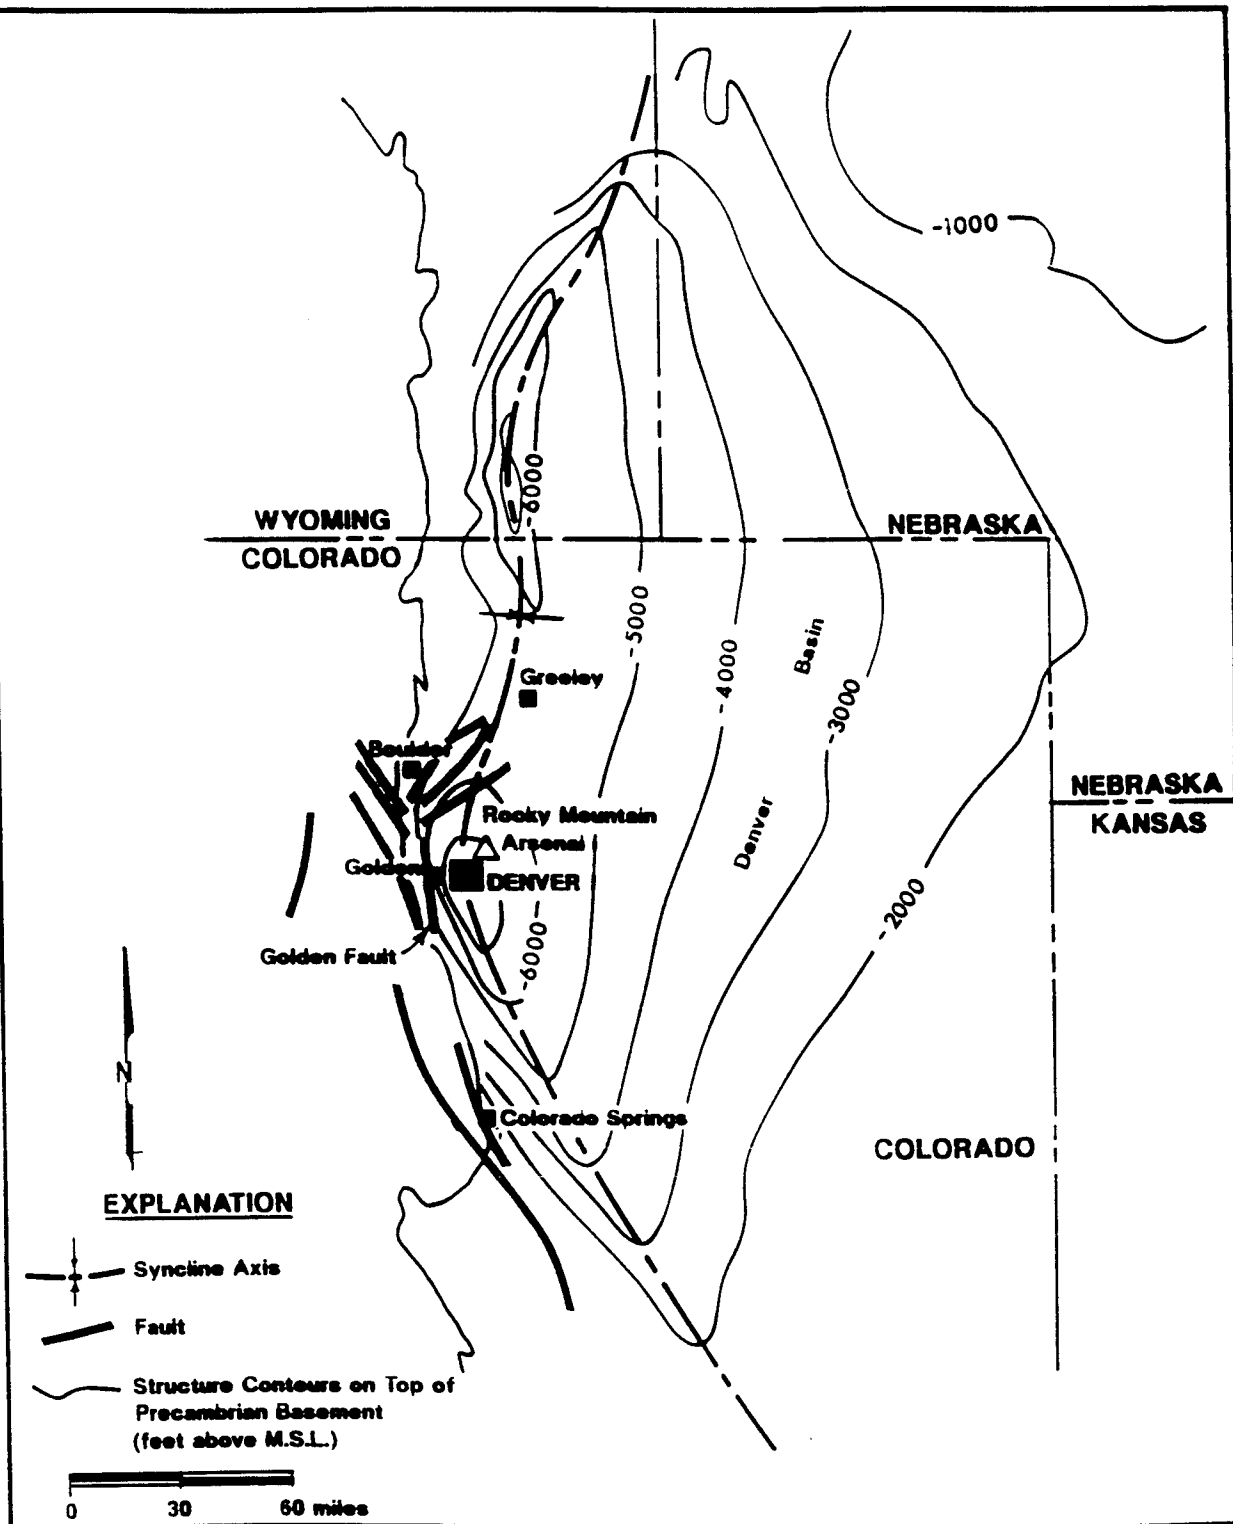 -1000
-6000
WYOMING
NEBRASKA
COLORADO
-5000
Basin
-4000
Greeley
-3000
Boulder
NEBRASKA
KANSAS
Rocky Mountain
Arsenal
Denver
Golden
DENVER
-2000
Golden Fault
-6000
N
Colorado Springs
COLORADO
EXPLANATION
Syncline Axis
Fault
Structure Contours on Top of
Precambrian Basement
(feet above M.S.L.)
0 30 60 miles